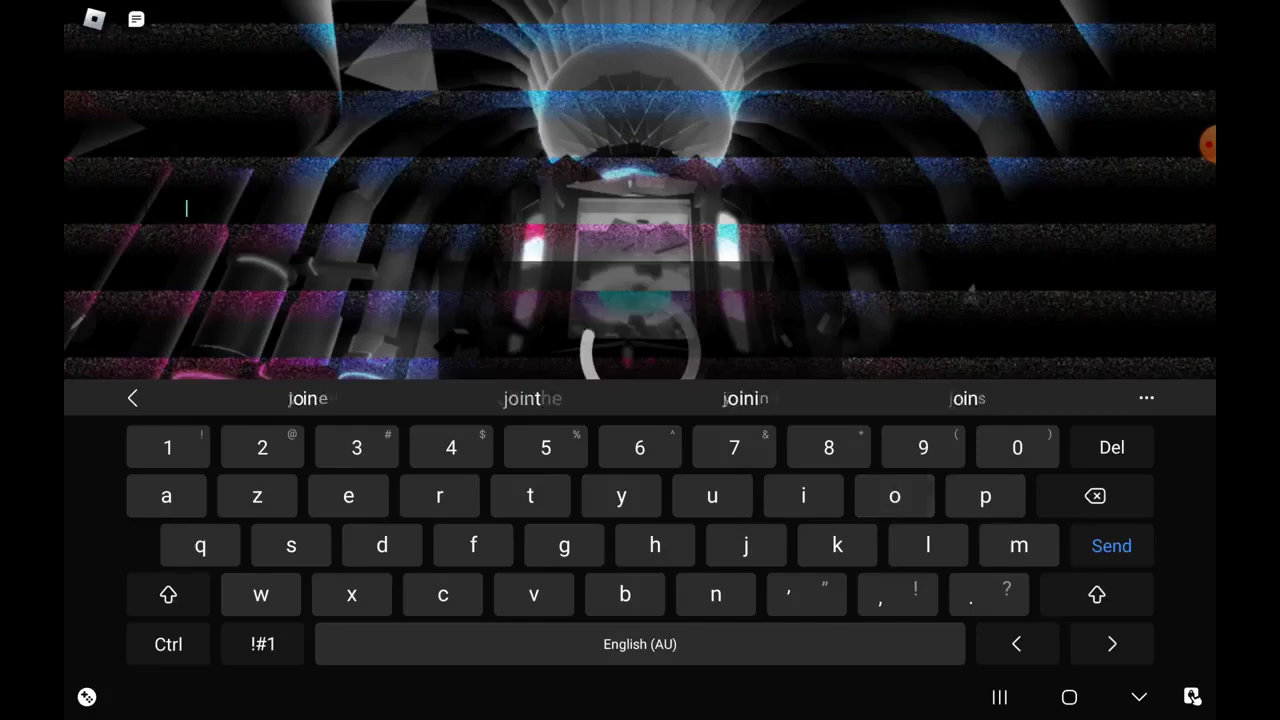 joine jointhe joinin joins ...
1 ! 2 @ 3 # 4 $ 5 % 6 ^ 7 & 8 * 9 ( 0 ) Del
a z e r t y u i o p
q s d f g h j k l m Send
w x c v b n ' " , ! . ?
Ctrl !#1 English (AU) < >